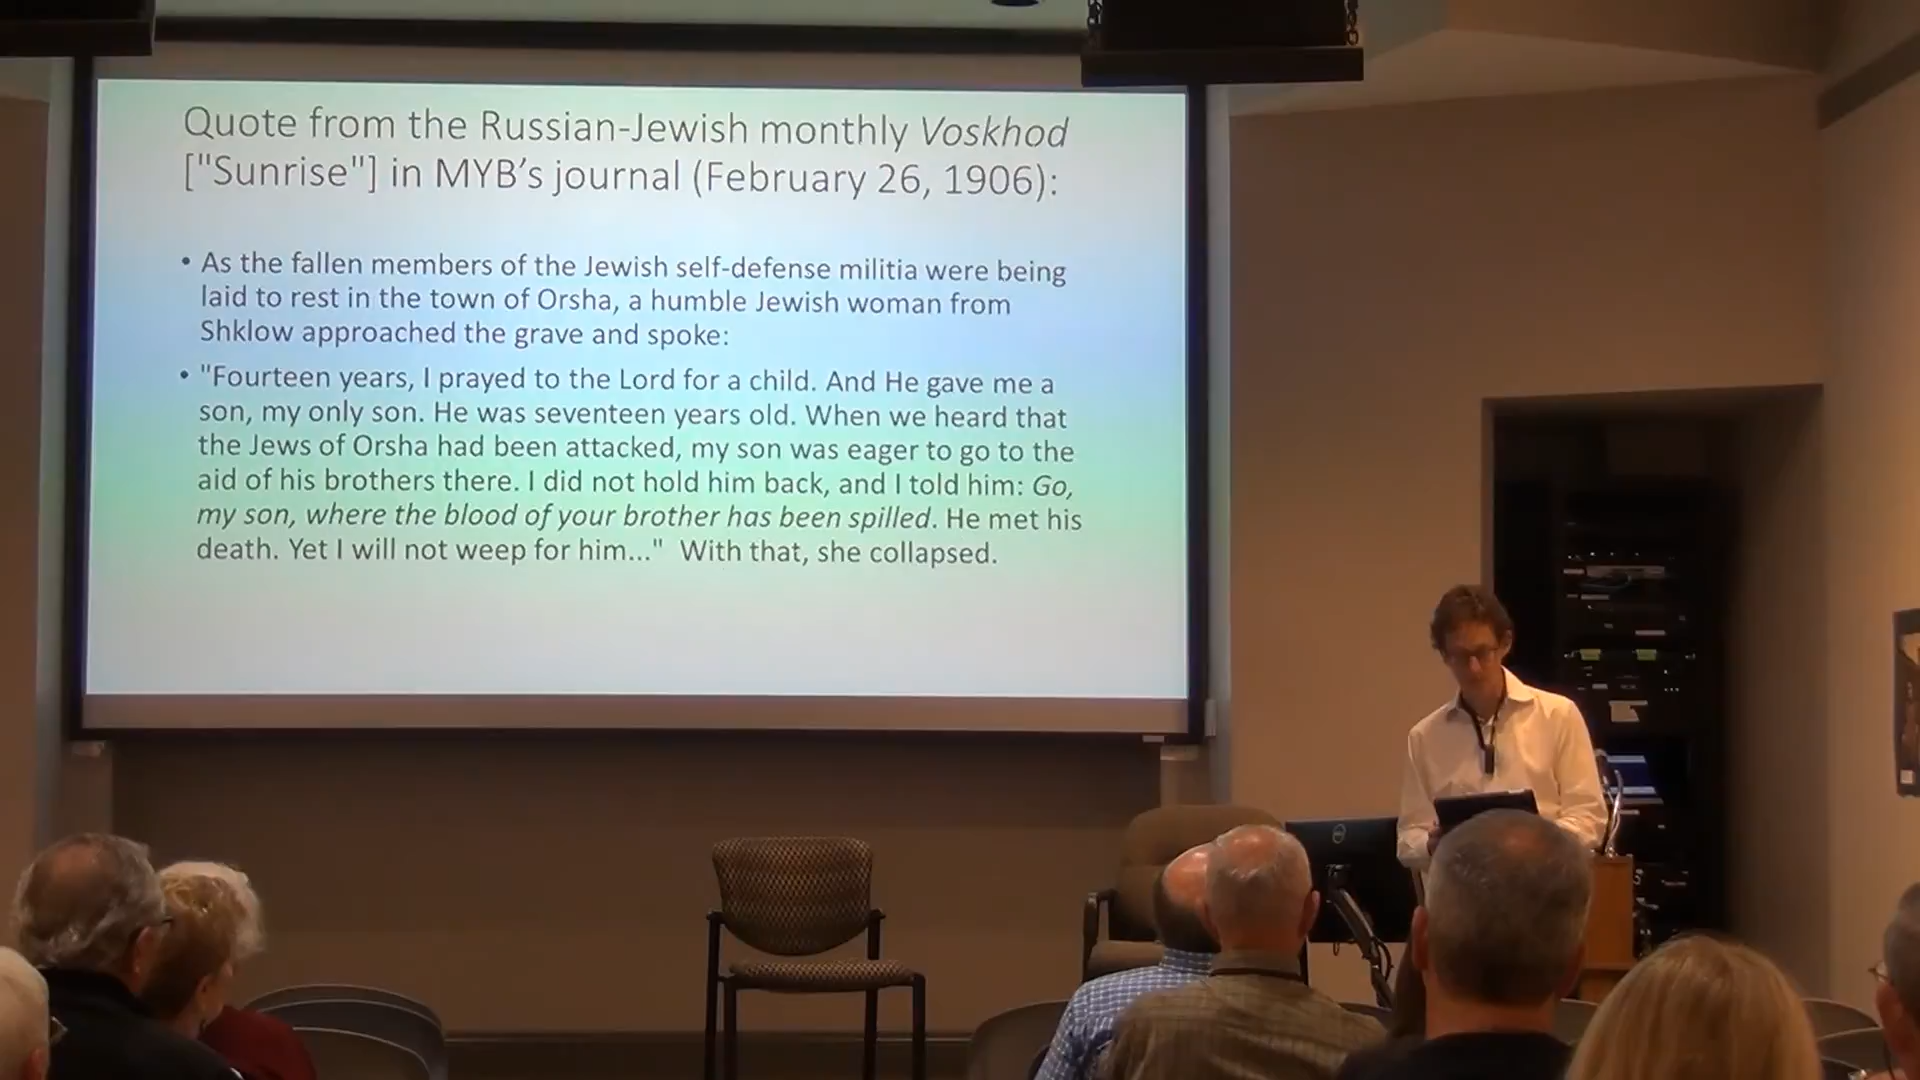 Quote from the Russian-Jewish monthly Voskhod
["Sunrise"] in MYB’s journal (February 26, 1906):
• As the fallen members of the Jewish self-defense militia were being
laid to rest in the town of Orsha, a humble Jewish woman from
Shklow approached the grave and spoke:
• "Fourteen years, I prayed to the Lord for a child. And He gave me a
son, my only son. He was seventeen years old. When we heard that
the Jews of Orsha had been attacked, my son was eager to go to the
aid of his brothers there. I did not hold him back, and I told him: Go,
my son, where the blood of your brother has been spilled. He met his
death. Yet I will not weep for him..." With that, she collapsed.